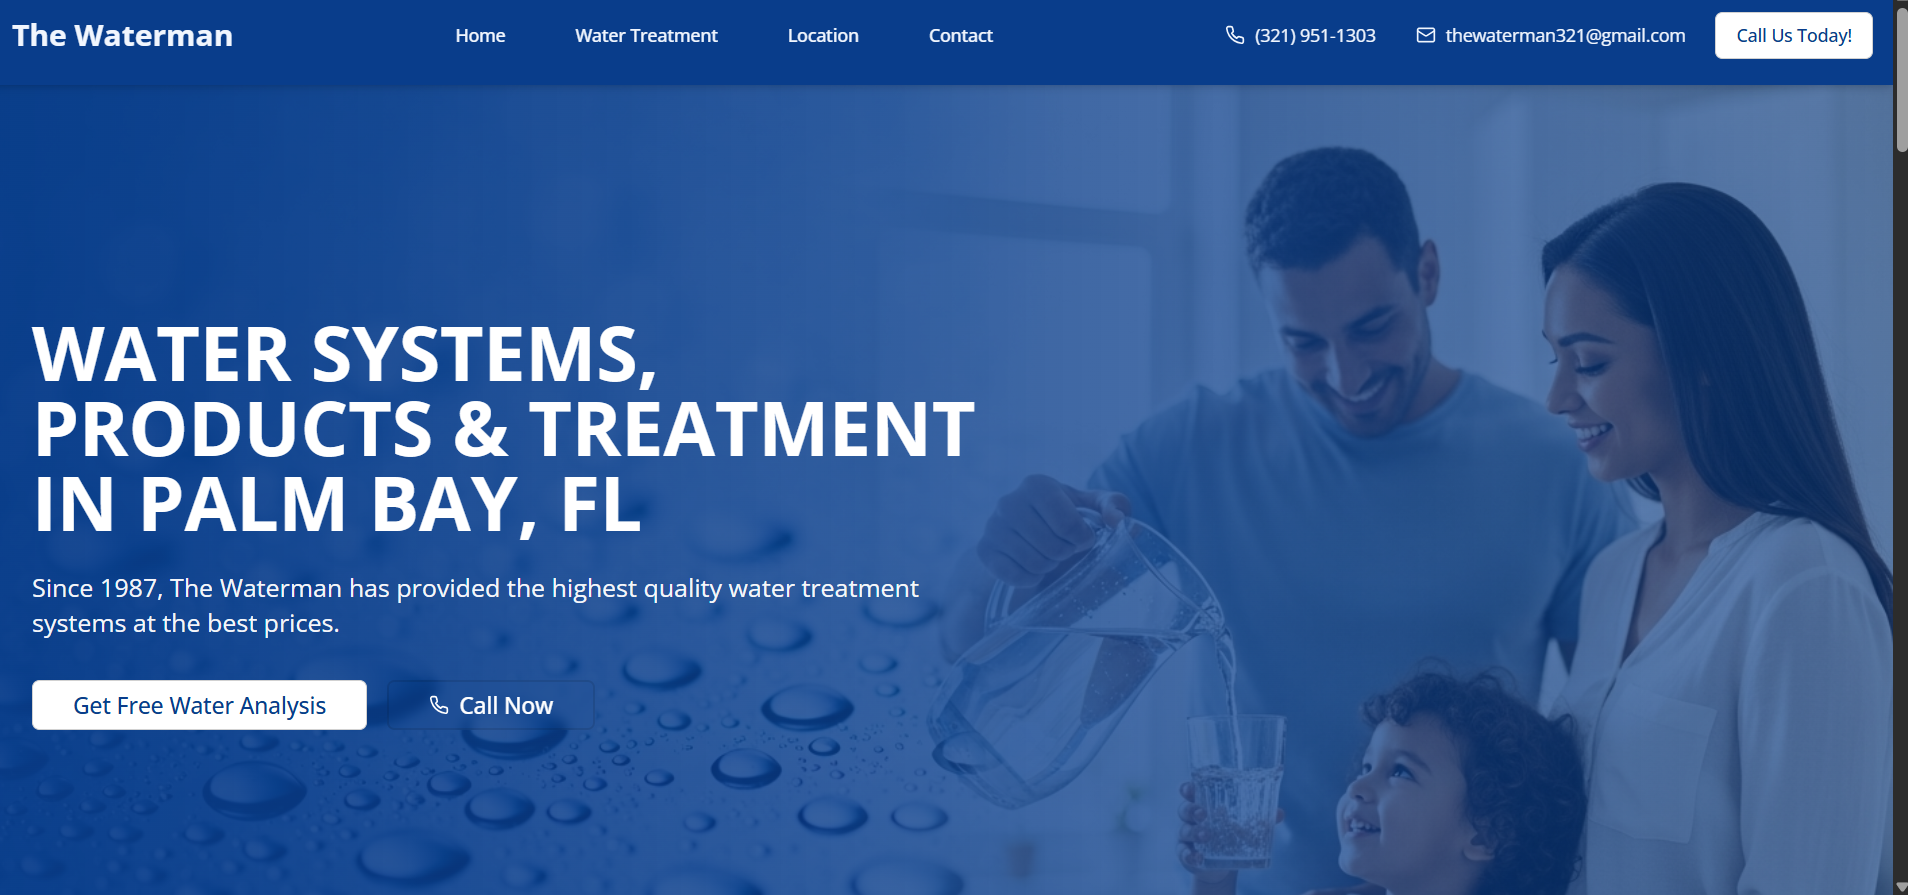 The Waterman
Home
Water Treatment
Location
Contact
(321) 951-1303
thewaterman321@gmail.com
Call Us Today!
WATER SYSTEMS,
PRODUCTS & TREATMENT
IN PALM BAY, FL
Since 1987, The Waterman has provided the highest quality water treatment
systems at the best prices.
Get Free Water Analysis
Call Now